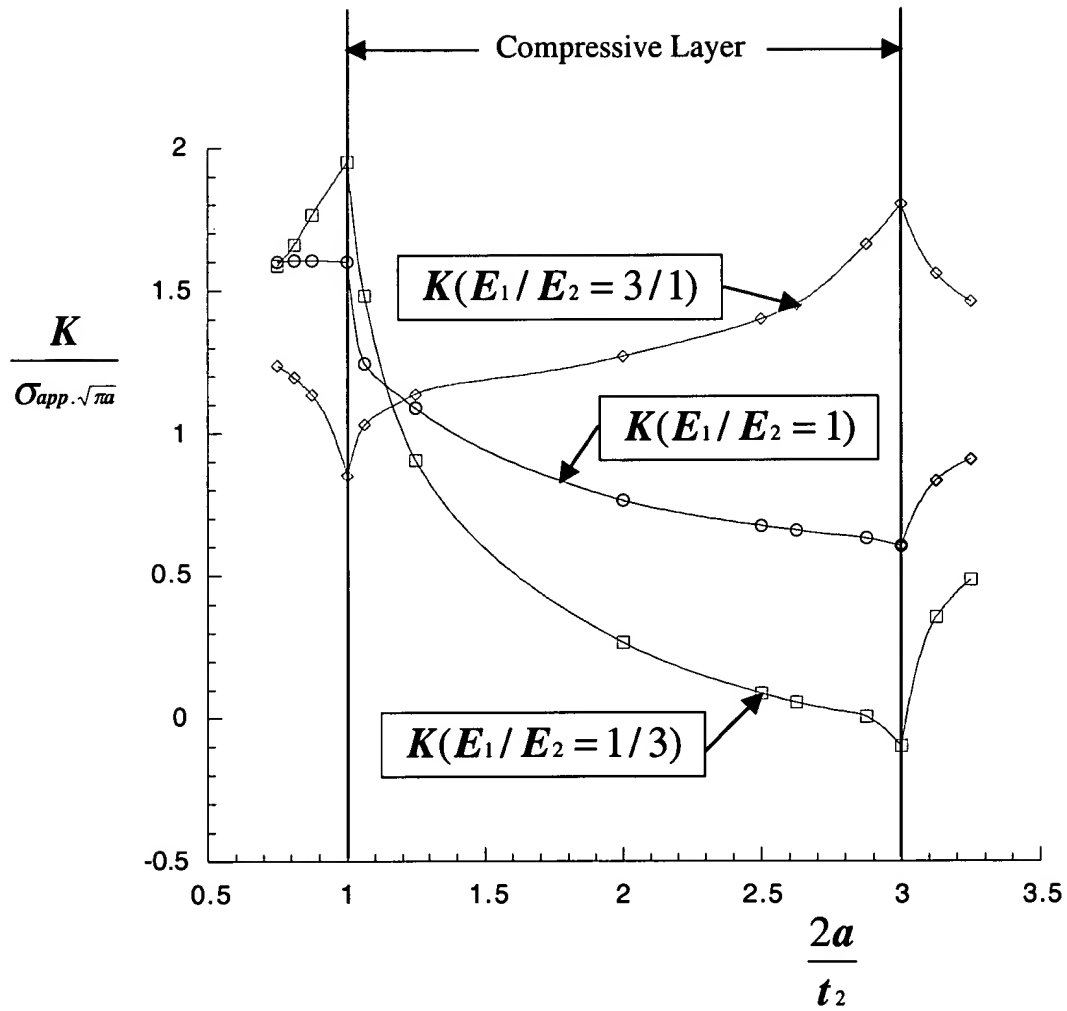 Compressive Layer
2
1.5
1
0.5
0
-0.5
K
σapp.√πa
K(E1/E2=3/1)
K(E1/E2=1)
K(E1/E2=1/3)
0.5 1 1.5 2 2.5 3 3.5
2a
t2